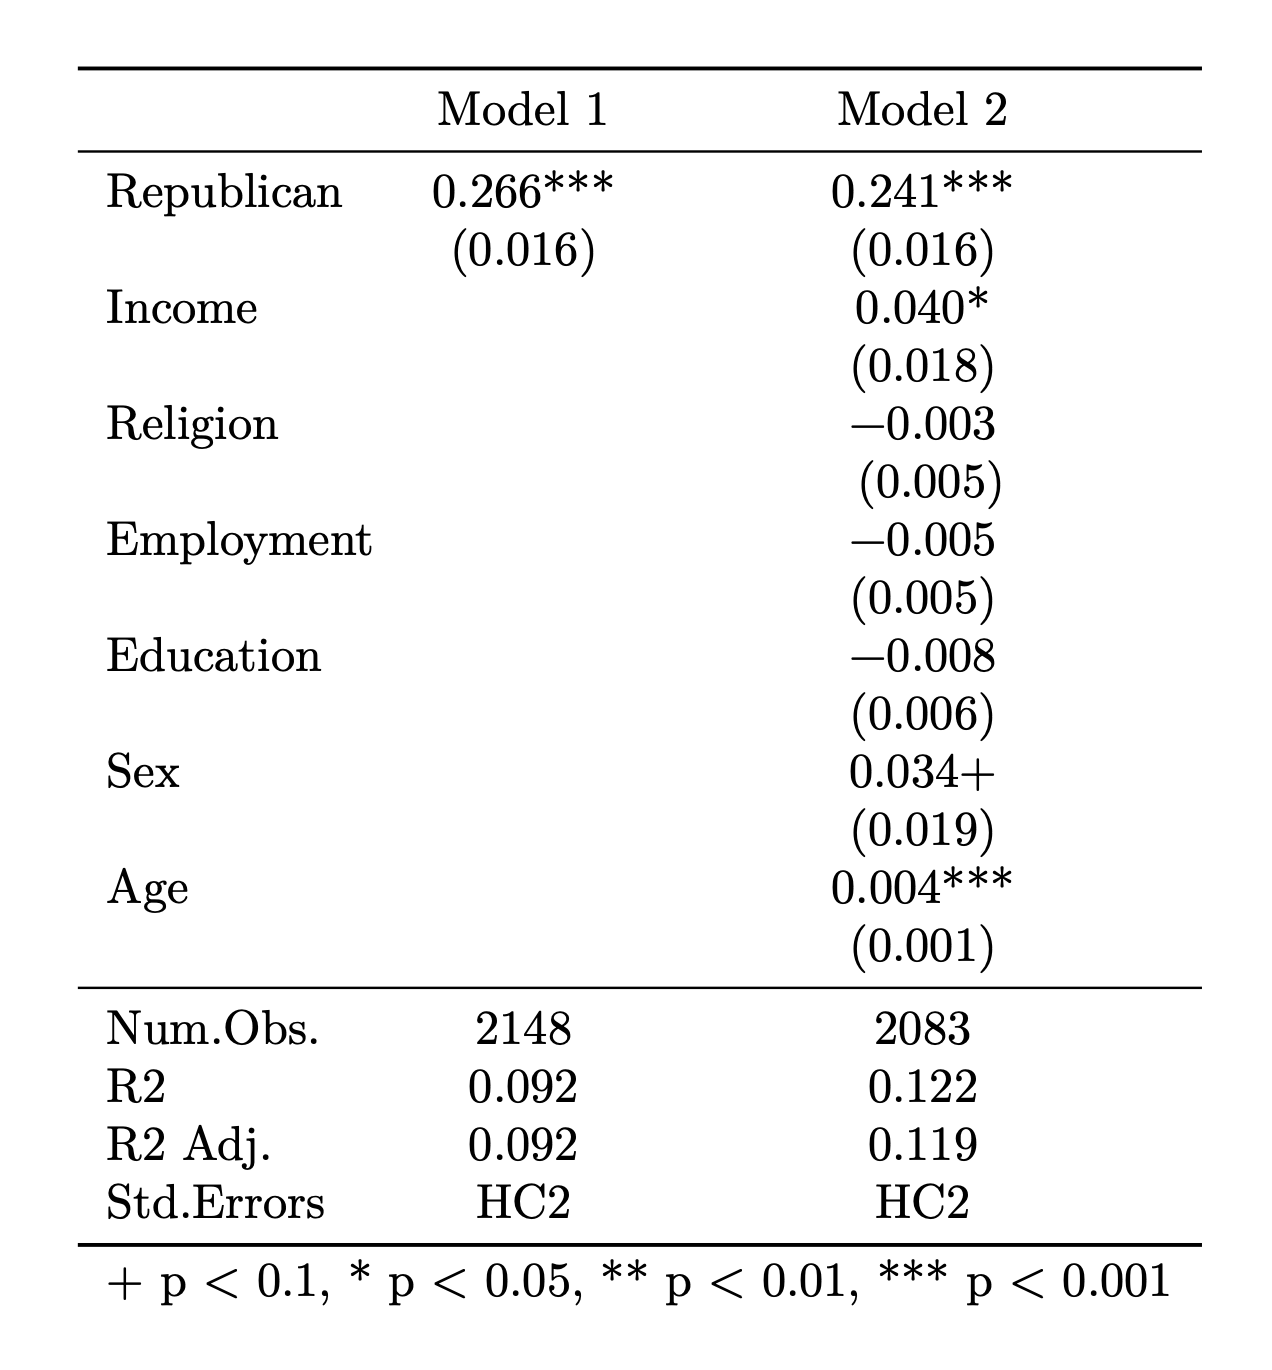 Model 1 Model 2
Republican 0.266*** 0.241***
(0.016) (0.016)
Income 0.040*
(0.018)
Religion −0.003
(0.005)
Employment −0.005
(0.005)
Education −0.008
(0.006)
Sex 0.034+
(0.019)
Age 0.004***
(0.001)
Num.Obs. 2148 2083
R2 0.092 0.122
R2 Adj. 0.092 0.119
Std.Errors HC2 HC2
+ p < 0.1, * p < 0.05, ** p < 0.01, *** p < 0.001